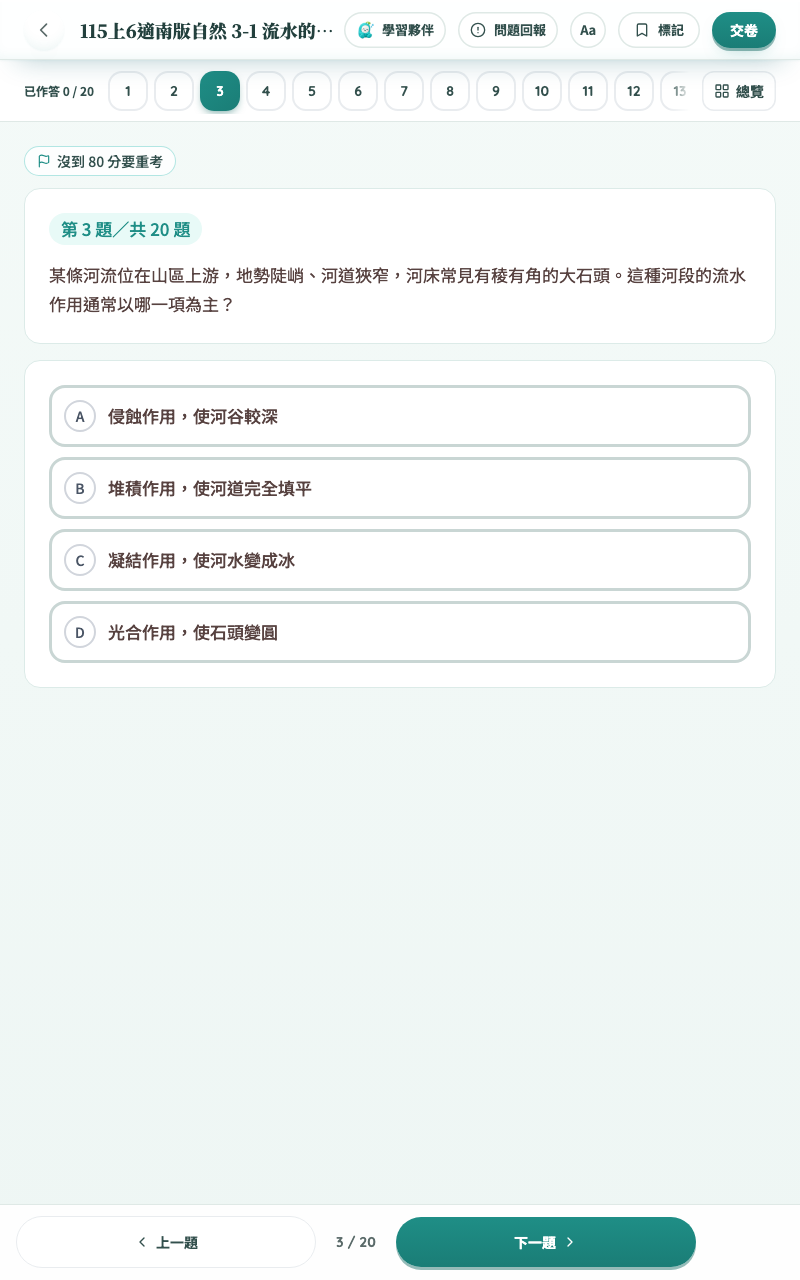 115上6適南版自然 3-1 流水的…
學習夥伴
問題回報
Aa
標記
交卷
已作答 0 / 20
1
2
3
4
5
6
7
8
9
10
11
12
13
總覽
沒到 80 分要重考
第 3 題／共 20 題
某條河流位在山區上游，地勢陡峭、河道狹窄，河床常見有稜有角的大石頭。這種河段的流水
作用通常以哪一項為主？
A 侵蝕作用，使河谷較深
B 堆積作用，使河道完全填平
C 凝結作用，使河水變成冰
D 光合作用，使石頭變圓
上一題
3 / 20
下一題